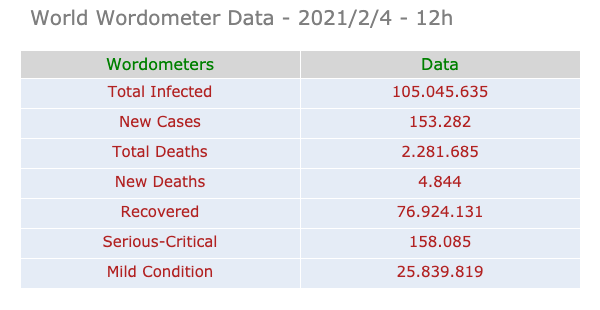 World Wordometer Data - 2021/2/4 - 12h
Wordometers Data
Total Infected 105.045.635
New Cases 153.282
Total Deaths 2.281.685
New Deaths 4.844
Recovered 76.924.131
Serious-Critical 158.085
Mild Condition 25.839.819